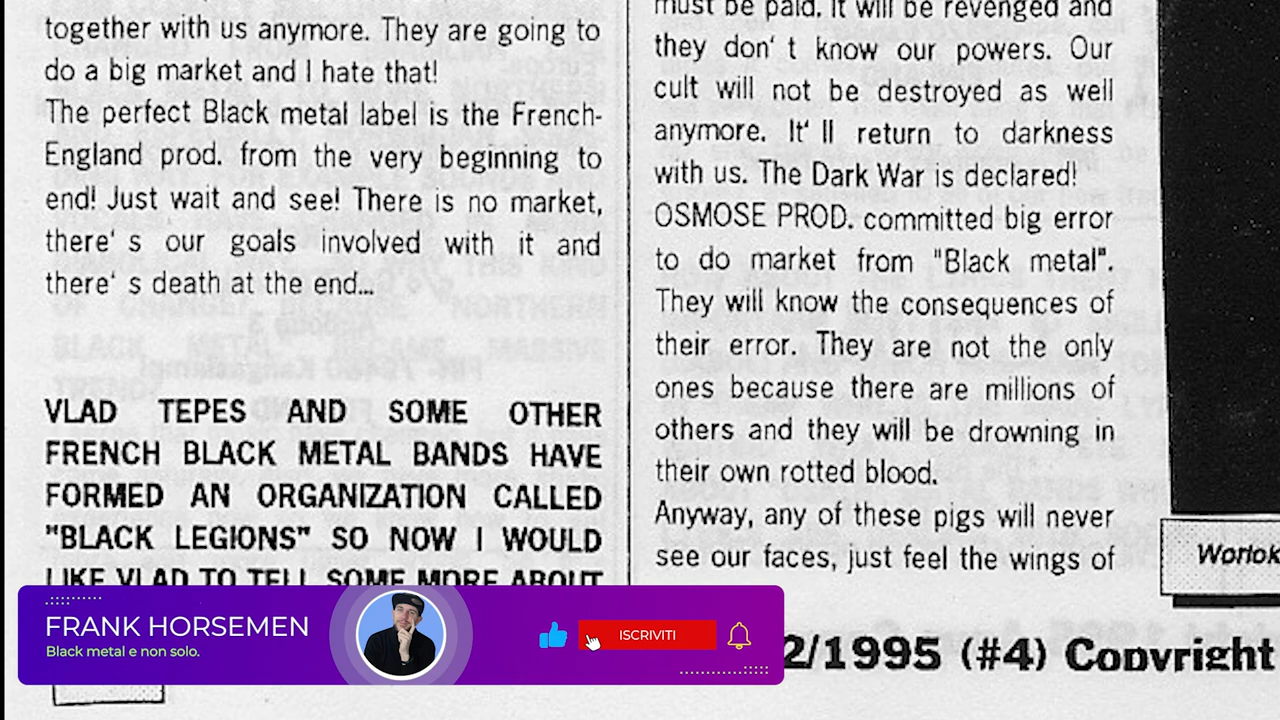 together with us anymore. They are going to
do a big market and I hate that!
The perfect Black metal label is the French-
England prod. from the very beginning to
end! Just wait and see! There is no market,
there' s our goals involved with it and
there' s death at the end...
VLAD TEPES AND SOME OTHER
FRENCH BLACK METAL BANDS HAVE
FORMED AN ORGANIZATION CALLED
"BLACK LEGIONS" SO NOW I WOULD
LIKE VLAD TO TELL SOME MORE ABOUT
must be paid. It will be revenged and
they don' t know our powers. Our
cult will not be destroyed as well
anymore. It' ll return to darkness
with us. The Dark War is declared!
OSMOSE PROD. committed big error
to do market from "Black metal".
They will know the consequences of
their error. They are not the only
ones because there are millions of
others and they will be drowning in
their own rotted blood.
Anyway, any of these pigs will never
see our faces, just feel the wings of
Worlok
2/1995 (#4) Copyright
FRANK HORSEMEN
Black metal e non solo.
ISCRIVITI